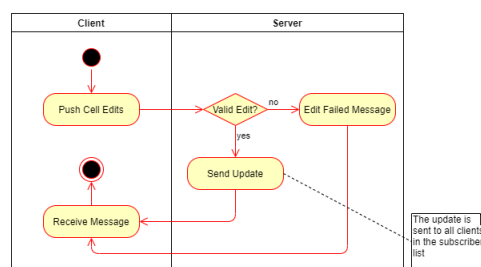 Client
Server
Push Cell Edits
Valid Edit?
no
Edit Failed Message
yes
Send Update
Receive Message
The update is
sent to all clients
in the subscriber
list